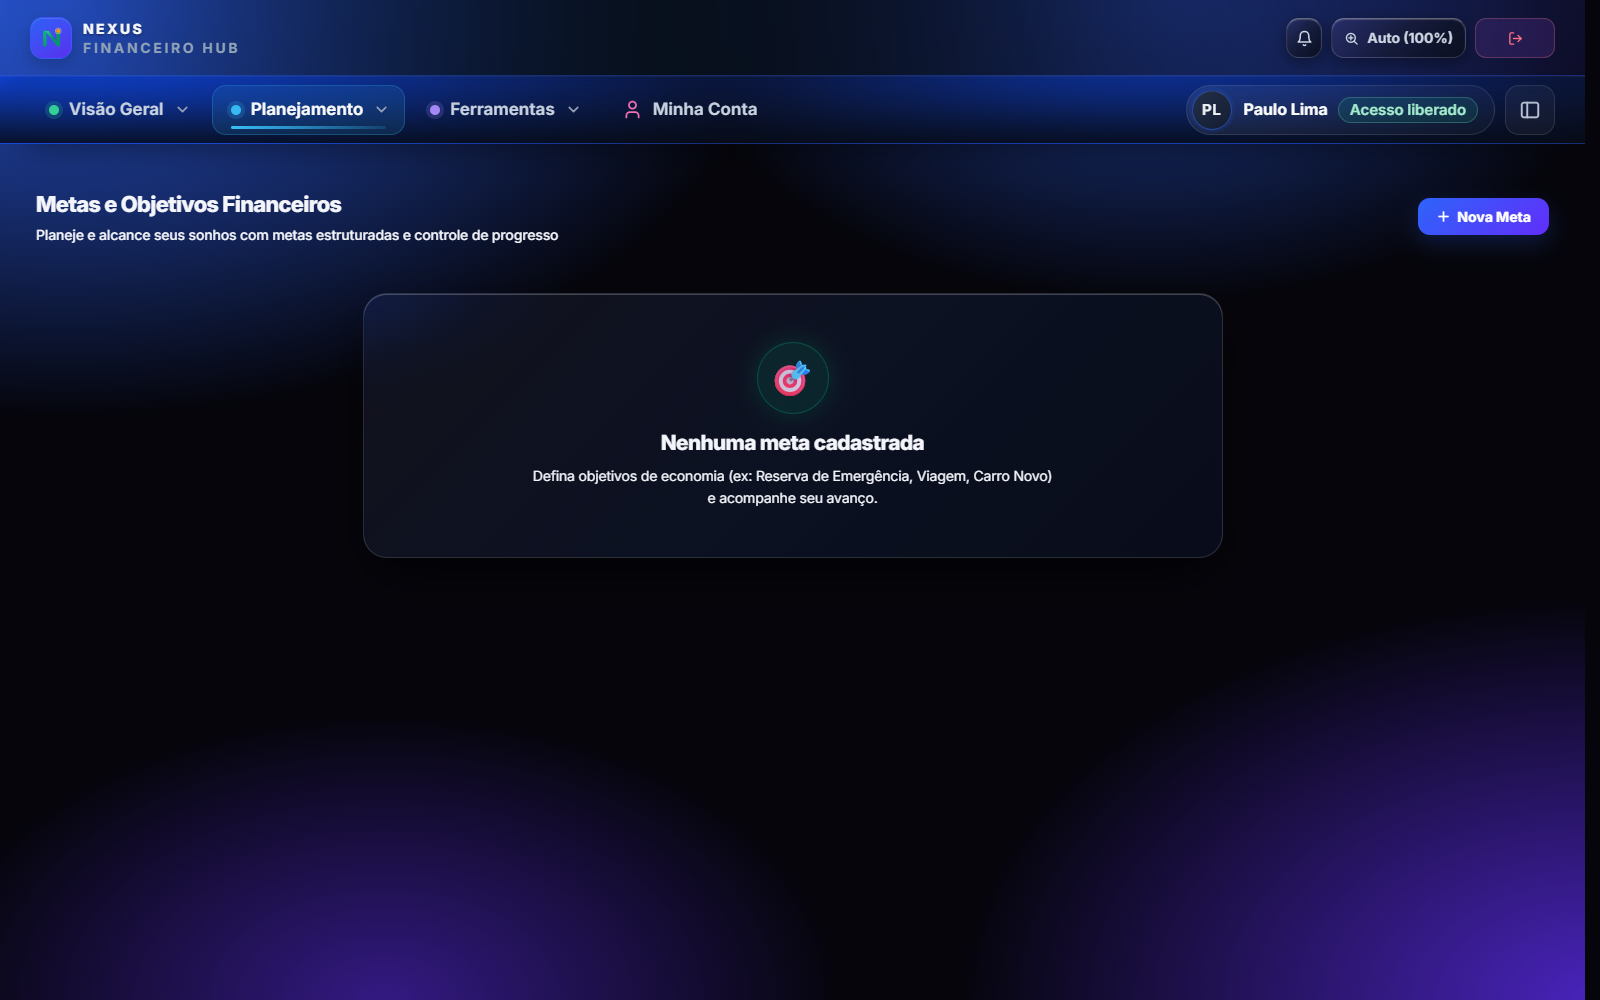 NEXUS
FINANCEIRO HUB
Auto (100%)
Visão Geral
Planejamento
Ferramentas
Minha Conta
PL
Paulo Lima
Acesso liberado
Metas e Objetivos Financeiros
Planeje e alcance seus sonhos com metas estruturadas e controle de progresso
+ Nova Meta
Nenhuma meta cadastrada
Defina objetivos de economia (ex: Reserva de Emergência, Viagem, Carro Novo)
e acompanhe seu avanço.